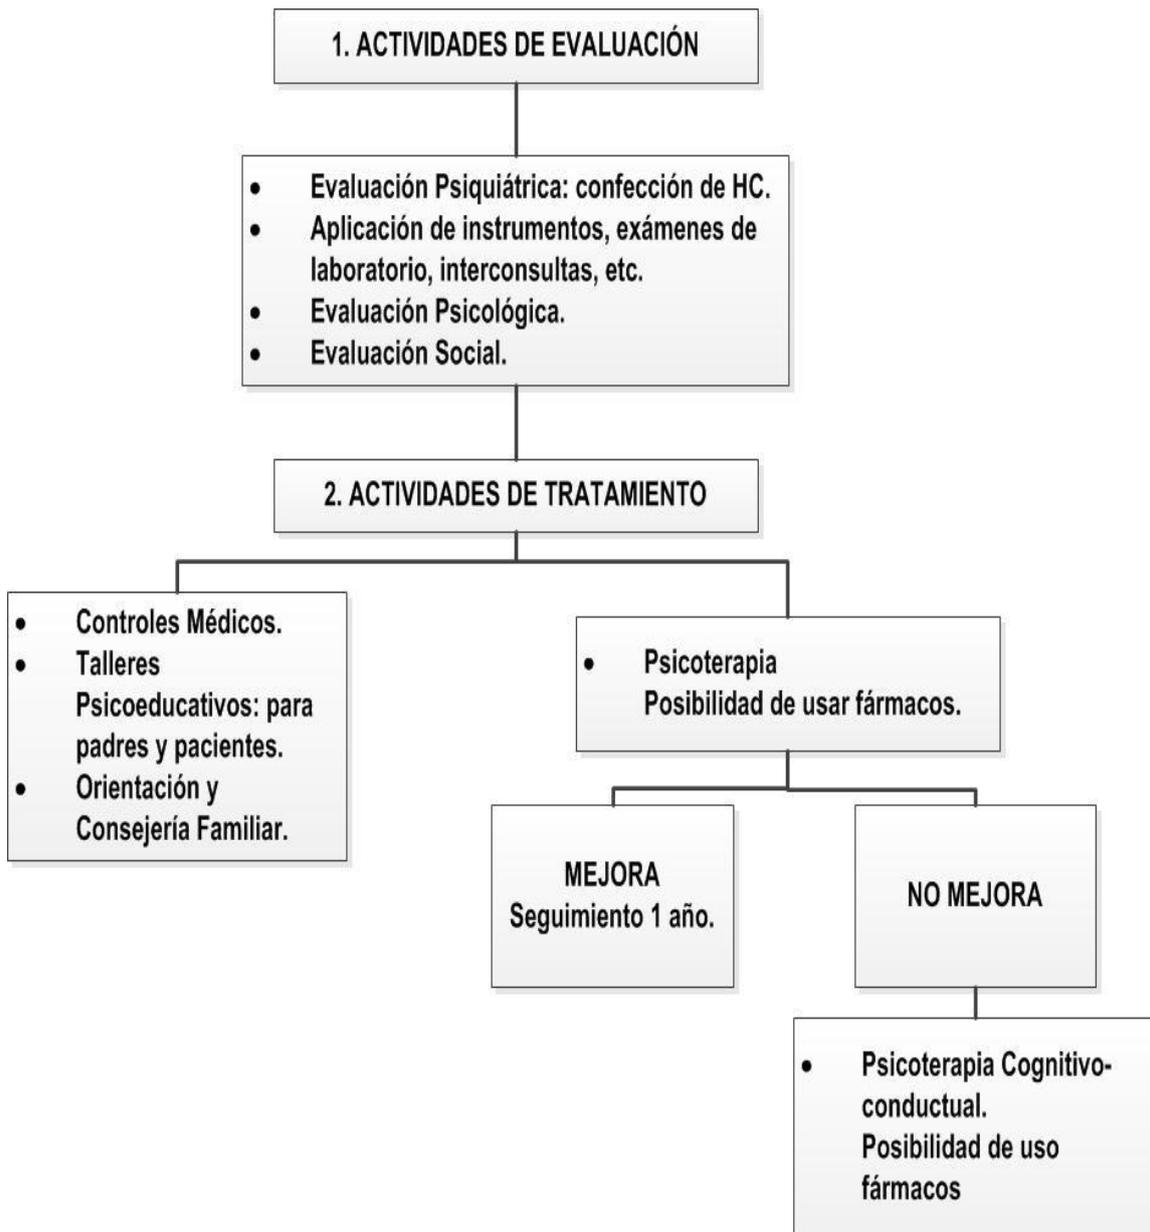 1. ACTIVIDADES DE EVALUACIÓN
• Evaluación Psiquiátrica: confección de HC.
• Aplicación de instrumentos, exámenes de
laboratorio, interconsultas, etc.
• Evaluación Psicológica.
• Evaluación Social.
2. ACTIVIDADES DE TRATAMIENTO
• Controles Médicos.
• Talleres
Psicoeducativos: para
padres y pacientes.
• Orientación y
Consejería Familiar.
• Psicoterapia
Posibilidad de usar fármacos.
MEJORA
Seguimiento 1 año.
NO MEJORA
• Psicoterapia Cognitivo-
conductual.
Posibilidad de uso
fármacos